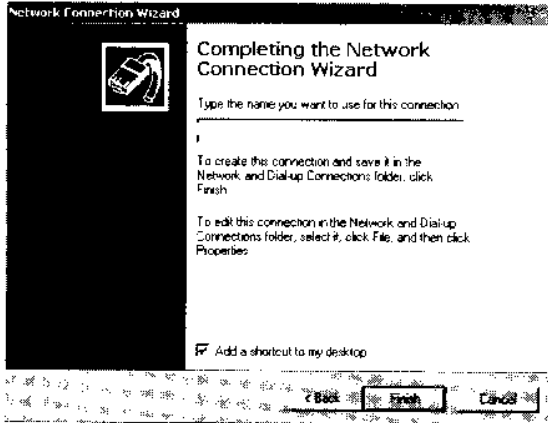 Network Connection Wizard
Completing the Network
Connection Wizard
Type the name you want to use for this connection
To create this connection and save it in the
Network and Dial-up Connections folder, click
Finish
To edit this connection in the Network and Dial-up
Connections folder, select it, click File, and then click
Properties
Add a shortcut to my desktop
< Back
Finish
Cancel